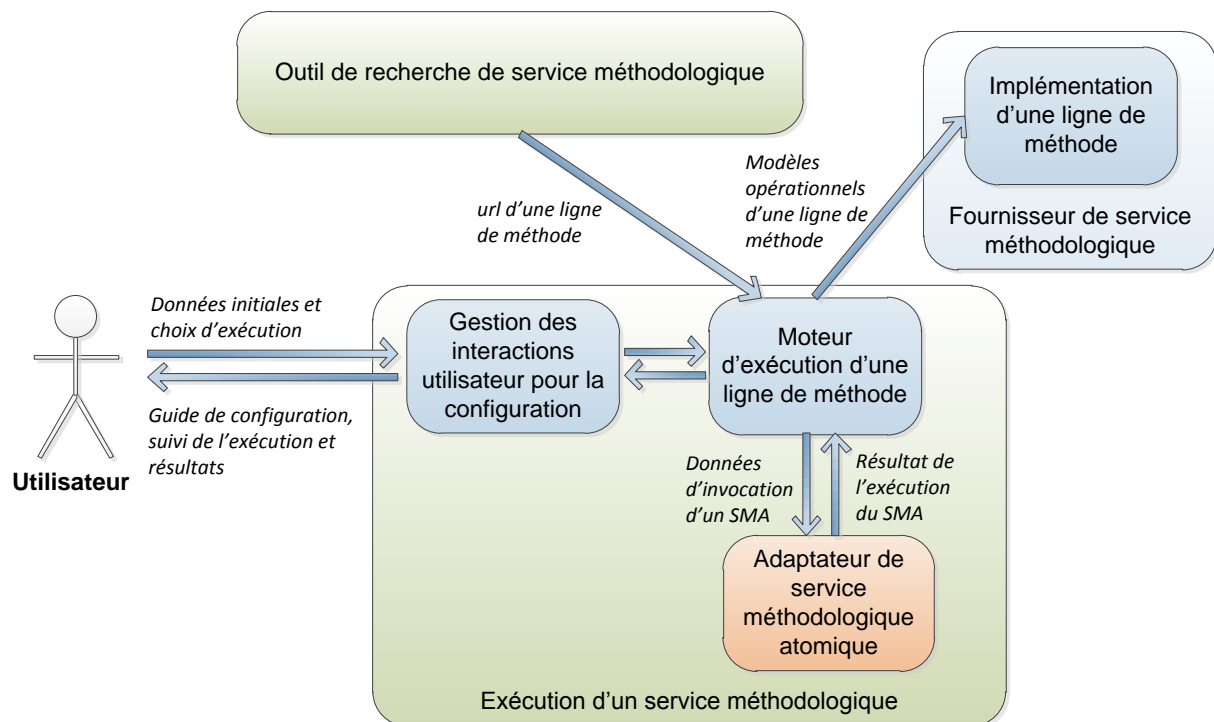 Outil de recherche de service méthodologique
Implémentation
d'une ligne de
méthode
Fournisseur de service
méthodologique
Modèles
opérationnels
d'une ligne de
méthode
url d'une ligne
de méthode
Données initiales et
choix d'exécution
Guide de configuration,
suivi de l'exécution et
résultats
Utilisateur
Gestion des
interactions
utilisateur pour la
configuration
Moteur
d'exécution d'une
ligne de méthode
Données
d'invocation
d'un SMA
Résultat de
l'exécution
du SMA
Adaptateur de
service
méthodologique
atomique
Exécution d'un service méthodologique